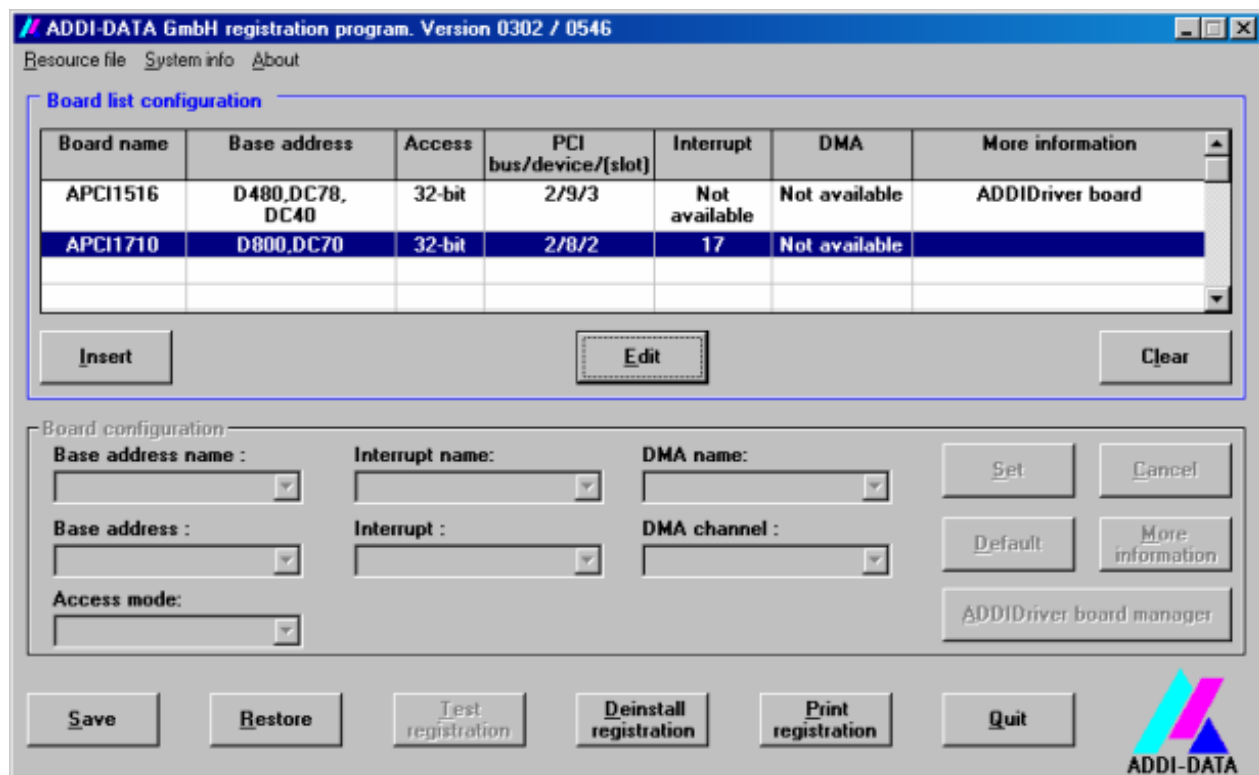 ADDI-DATA GmbH registration program. Version 0302 / 0546
Resource file System info About
Board list configuration
Board name Base address Access PCI bus/device/(slot) Interrupt DMA More information
APCI1516 D480,DC78, DC40 32-bit 2/9/3 Not available Not available ADDIDriver board
APCI1710 D800,DC70 32-bit 2/8/2 17 Not available
Insert Edit Clear
Board configuration
Base address name : Interrupt name: DMA name: Set Cancel
Base address : Interrupt : DMA channel : Default More information
Access mode: ADDIDriver board manager
Save Restore Test registration Deinstall registration Print registration Quit
ADDI-DATA